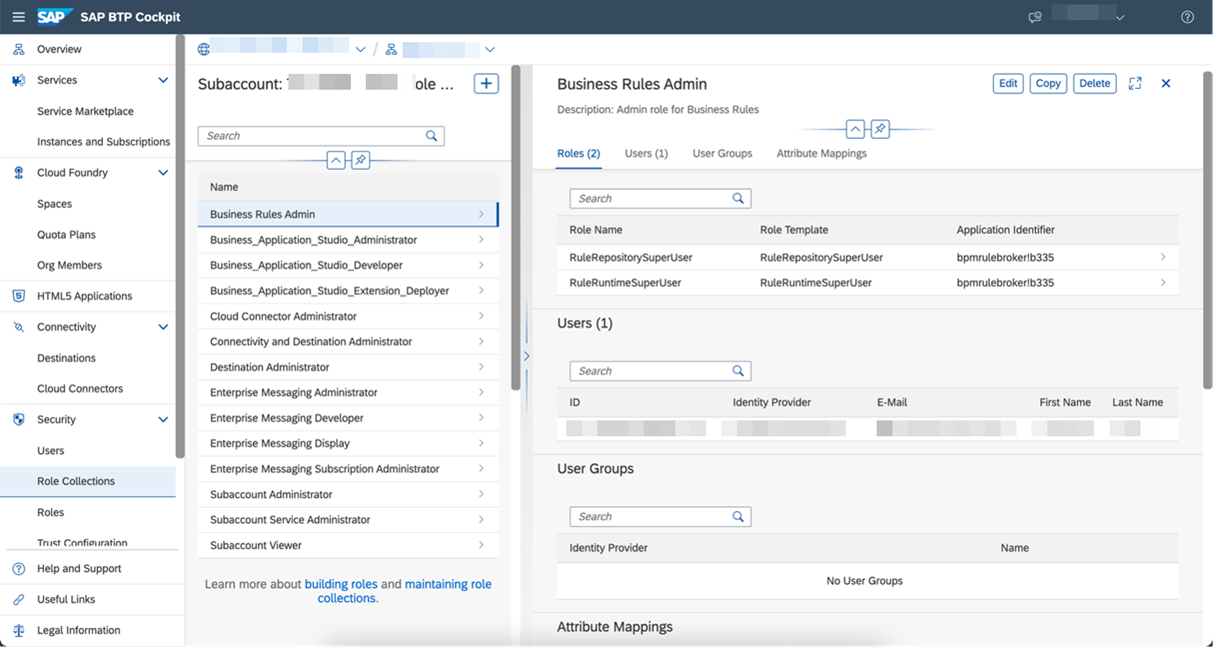 SAP SAP BTP Cockpit
Overview
Services
Service Marketplace
Instances and Subscriptions
Cloud Foundry
Spaces
Quota Plans
Org Members
HTML5 Applications
Connectivity
Destinations
Cloud Connectors
Security
Users
Role Collections
Roles
Trust Configuration
Help and Support
Useful Links
Legal Information
/
Subaccount: ole ...
Search
Name
Business Rules Admin
Business_Application_Studio_Administrator
Business_Application_Studio_Developer
Business_Application_Studio_Extension_Deployer
Cloud Connector Administrator
Connectivity and Destination Administrator
Destination Administrator
Enterprise Messaging Administrator
Enterprise Messaging Developer
Enterprise Messaging Display
Enterprise Messaging Subscription Administrator
Subaccount Administrator
Subaccount Service Administrator
Subaccount Viewer
Learn more about building roles and maintaining role
collections.
Business Rules Admin Edit Copy Delete
Description: Admin role for Business Rules
Roles (2) Users (1) User Groups Attribute Mappings
Search
Role Name Role Template Application Identifier
RuleRepositorySuperUser RuleRepositorySuperUser bpmrulebroker!b335
RuleRuntimeSuperUser RuleRuntimeSuperUser bpmrulebroker!b335
Users (1)
Search
ID Identity Provider E-Mail First Name Last Name
User Groups
Search
Identity Provider Name
No User Groups
Attribute Mappings